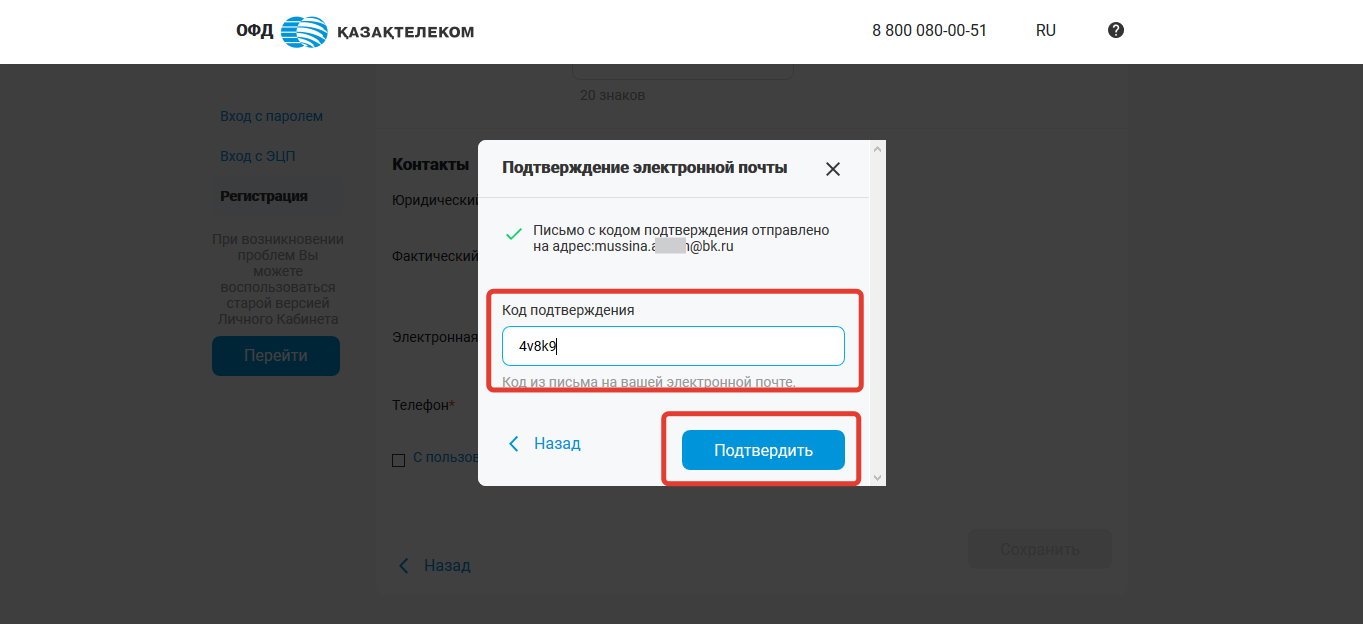 ОФД ҚАЗАҚТЕЛЕКОМ 8 800 080-00-51 RU ?
20 знаков
Вход с паролем
Вход с ЭЦП
Регистрация
При возникновении
проблем Вы
можете
воспользоваться
старой версией
Личного Кабинета
Перейти
Контакты
Юридический
Фактический
Электронная
Телефон*
С пользов
Назад
Сохранить
Подтверждение электронной почты
Письмо с кодом подтверждения отправлено
на адрес:mussina. @bk.ru
Код подтверждения
4v8k9
Код из письма на вашей электронной почте.
Назад
Подтвердить